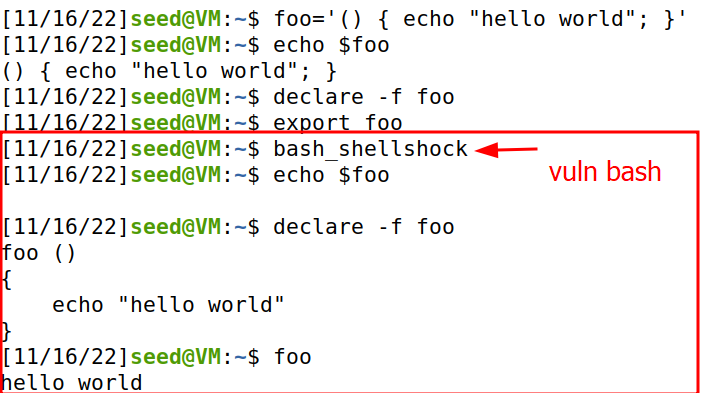 [11/16/22]seed@VM:~$ foo='() { echo "hello world"; }'
[11/16/22]seed@VM:~$ echo $foo
() { echo "hello world"; }
[11/16/22]seed@VM:~$ declare -f foo
[11/16/22]seed@VM:~$ export foo
[11/16/22]seed@VM:~$ bash_shellshock
vuln bash
[11/16/22]seed@VM:~$ echo $foo
[11/16/22]seed@VM:~$ declare -f foo
foo ()
{
    echo "hello world"
}
[11/16/22]seed@VM:~$ foo
hello world